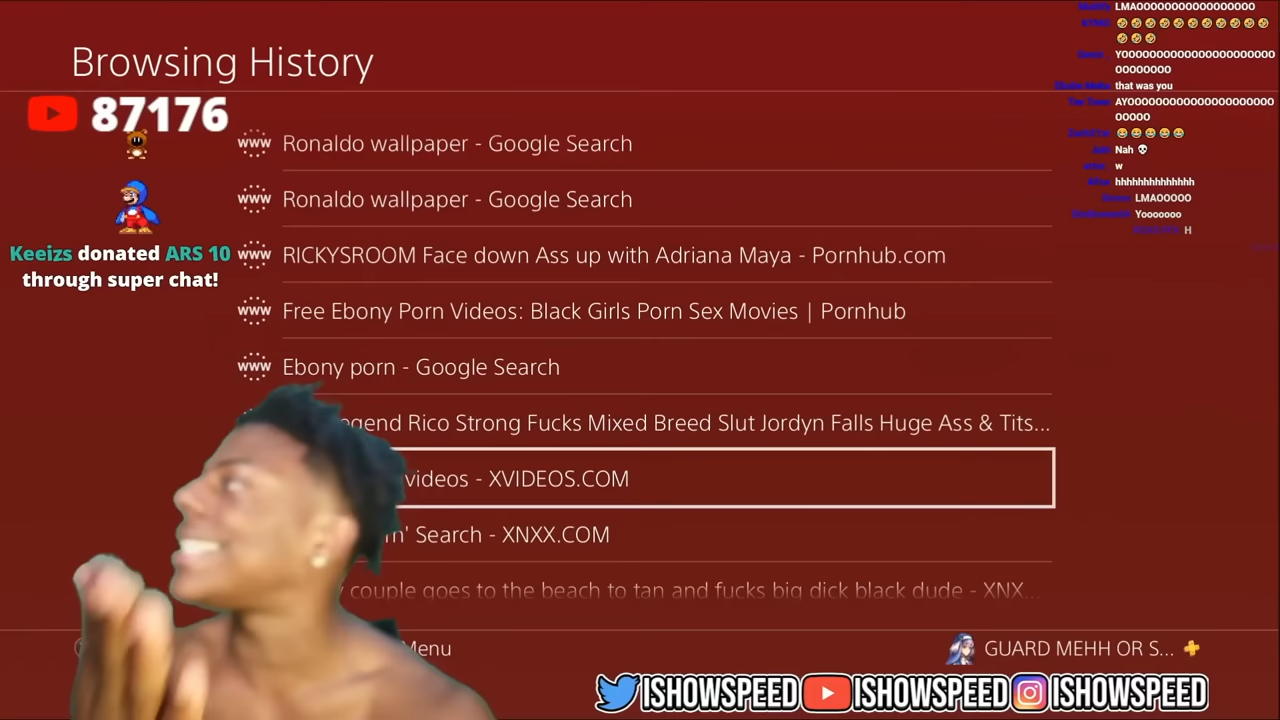 Browsing History
87176
Ronaldo wallpaper - Google Search
Ronaldo wallpaper - Google Search
RICKYSROOM Face down Ass up with Adriana Maya - Pornhub.com
Free Ebony Porn Videos: Black Girls Porn Sex Movies | Pornhub
Ebony porn - Google Search
egend Rico Strong Fucks Mixed Breed Slut Jordyn Falls Huge Ass & Tits...
videos - XVIDEOS.COM
n' Search - XNXX.COM
couple goes to the beach to tan and fucks big dick black dude - XNX...
Keeizs donated ARS 10
through super chat!
LMAOOOOOOOOOOOOOOOOOO
🤣🤣🤣🤣🤣🤣🤣🤣🤣🤣
🤣🤣🤣
YOOOOOOOOOOOOOOOOOOOOOO
OOOOOOOO
that was you
AYOOOOOOOOOOOOOOOOOOOOO
OOOOO
😂😂😂😂😂
Nah 💀
w
hhhhhhhhhhhhhh
LMAOOOOO
Yooooooo
H
Menu
GUARD MEHH OR S...
ISHOWSPEED ISHOWSPEED ISHOWSPEED